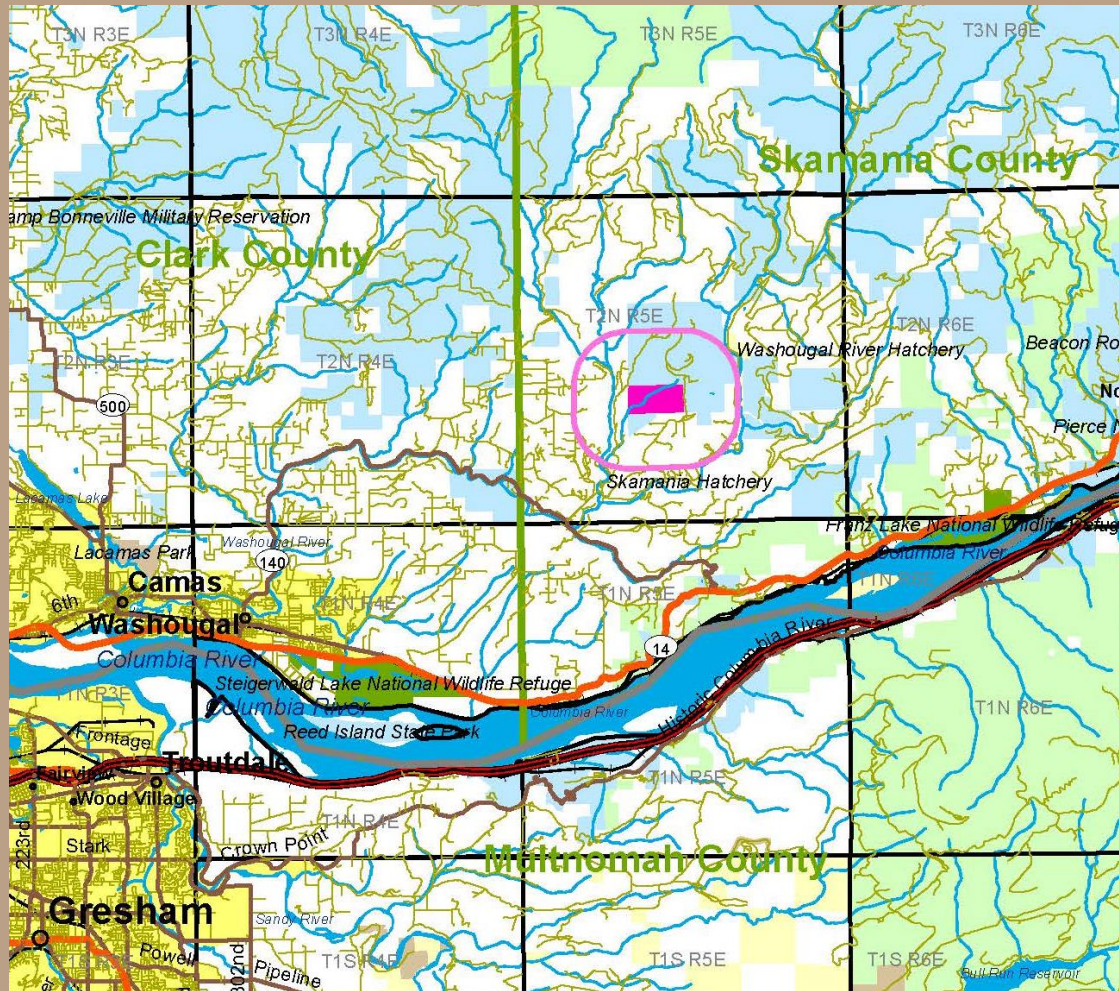 T3N R3E
T3N R4E
T3N R5E
T3N R6E
Skamania County
amp Bonneville Military Reservation
Clark County
T2N R5E
T2N R6E
Washougal River Hatchery
Beacon Ro
T2N R3E
T2N R4E
No
500
Pierce N
Skamania Hatchery
Lacamas Lake
Franz Lake National Wildlife Refug
Washougal River
Columbia River
Lacamas Park
140
T1N R6E
Camas
T1N R4E
T1N R5E
6th
Washougal
14
Columbia River
Historic Columbia River
Steigerwald Lake National Wildlife Refuge
T1N R3E
Columbia River
Columbia River
T1N R6E
Reed Island State Park
Frontage
Troutdale
Fairview
T1N R5E
Wood Village
T1N R4E
223rd
Stark
Crown Point
Multnomah County
Gresham
Sandy River
302nd
Powell
T1S R4E
T1S R5E
T1S R6E
Pipeline
Bull Run Reservoir